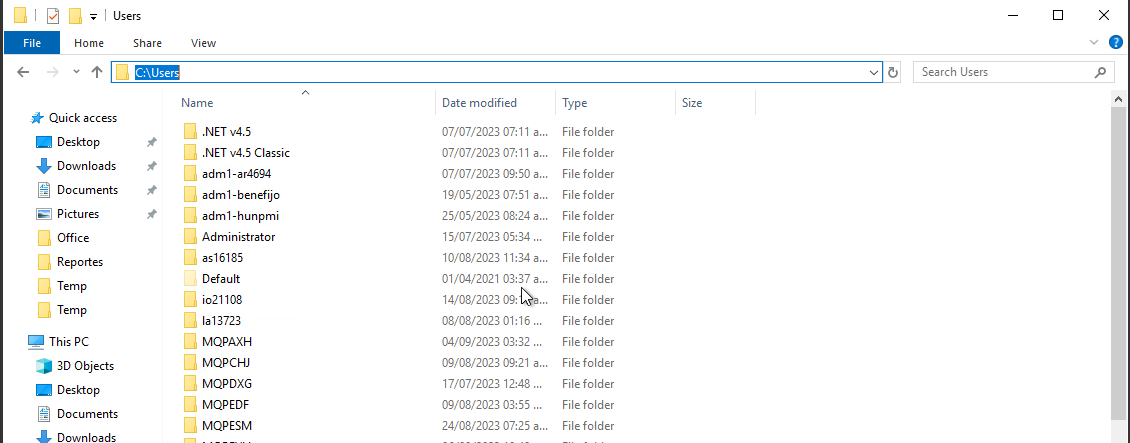 Users
File Home Share View
C:\Users Search Users
Name Date modified Type Size
Quick access
Desktop
Downloads
Documents
Pictures
Office
Reportes
Temp
Temp
This PC
3D Objects
Desktop
Documents
Downloads
.NET v4.5 07/07/2023 07:11 a... File folder
.NET v4.5 Classic 07/07/2023 07:11 a... File folder
adm1-ar4694 07/07/2023 09:50 a... File folder
adm1-benefijo 19/05/2023 07:51 a... File folder
adm1-hunpmi 25/05/2023 08:24 a... File folder
Administrator 15/07/2023 05:34 ... File folder
as16185 10/08/2023 11:34 a... File folder
Default 01/04/2021 03:37 a... File folder
io21108 14/08/2023 File folder
la13723 08/08/2023 01:16 ... File folder
MQPAXH 04/09/2023 03:32 ... File folder
MQPCHJ 09/08/2023 09:21 a... File folder
MQPDXG 17/07/2023 12:48 ... File folder
MQPEDF 09/08/2023 03:55 ... File folder
MQPESM 24/08/2023 07:25 a... File folder